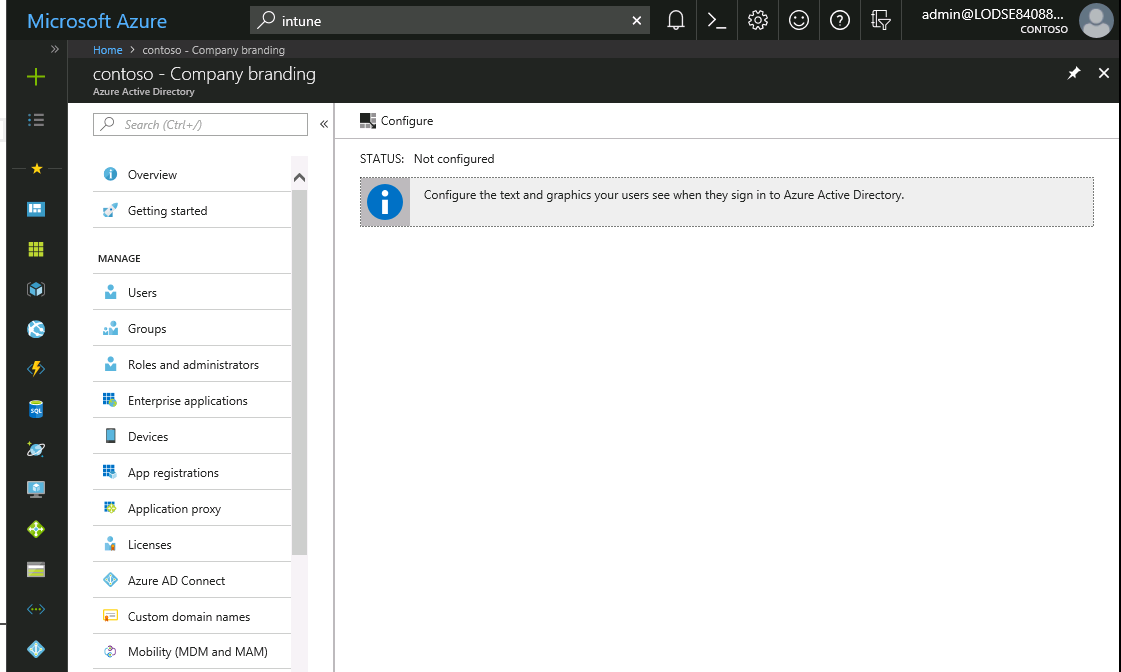 Microsoft Azure
intune
admin@LODSE84088...
CONTOSO
Home > contoso - Company branding
contoso - Company branding
Azure Active Directory
Search (Ctrl+/)
Overview
Getting started
MANAGE
Users
Groups
Roles and administrators
Enterprise applications
Devices
App registrations
Application proxy
Licenses
Azure AD Connect
Custom domain names
Mobility (MDM and MAM)
Configure
STATUS: Not configured
Configure the text and graphics your users see when they sign in to Azure Active Directory.
SQL